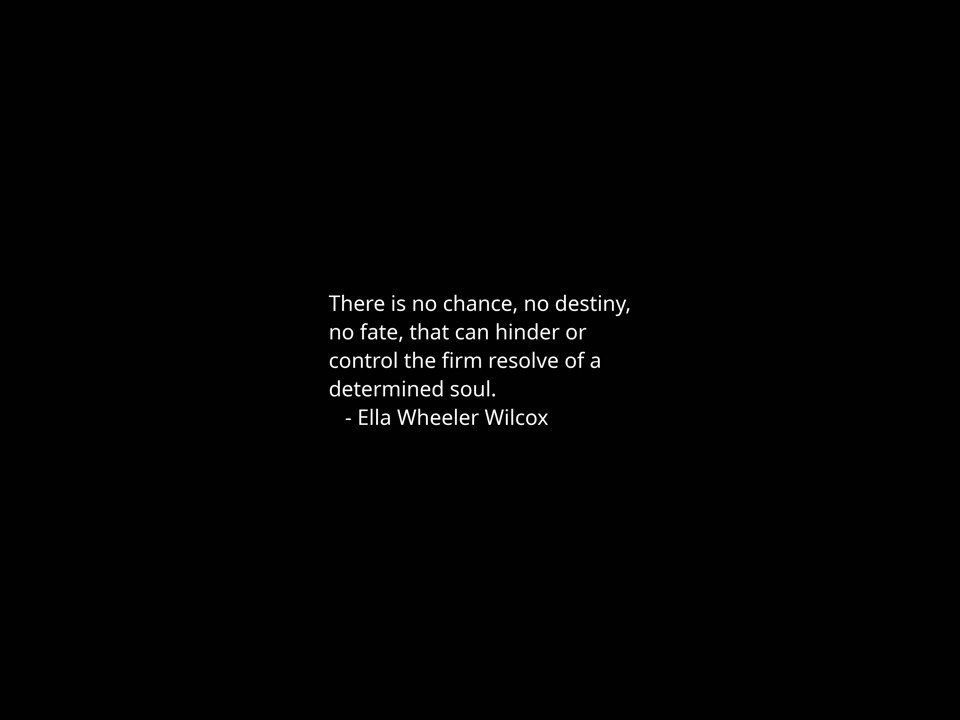 There is no chance, no destiny,
no fate, that can hinder or
control the firm resolve of a
determined soul.
- Ella Wheeler Wilcox